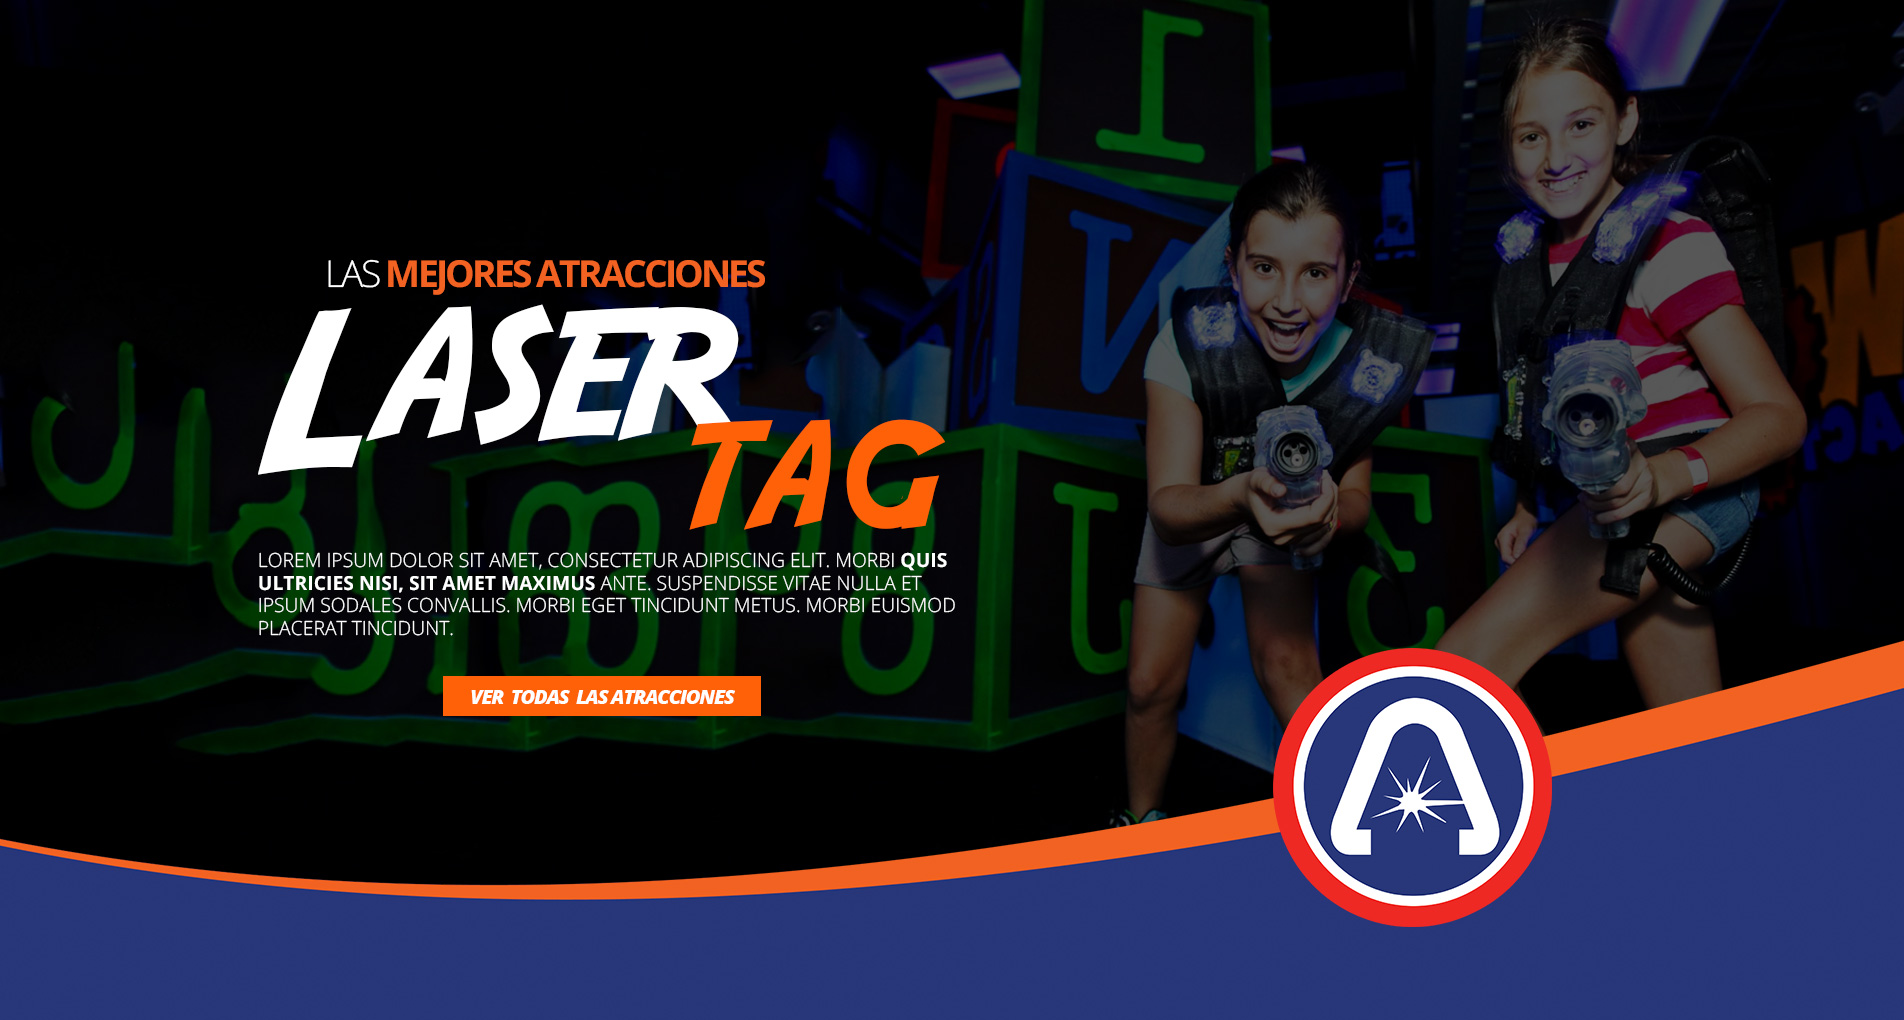 LAS MEJORES ATRACCIONES
LASER
TAG
LOREM IPSUM DOLOR SIT AMET, CONSECTETUR ADIPISCING ELIT. MORBI QUIS
ULTRICIES NISI, SIT AMET MAXIMUS ANTE. SUSPENDISSE VITAE NULLA ET
IPSUM SODALES CONVALLIS. MORBI EGET TINCIDUNT METUS. MORBI EUISMOD
PLACERAT TINCIDUNT.
VER TODAS LAS ATRACCIONES
A